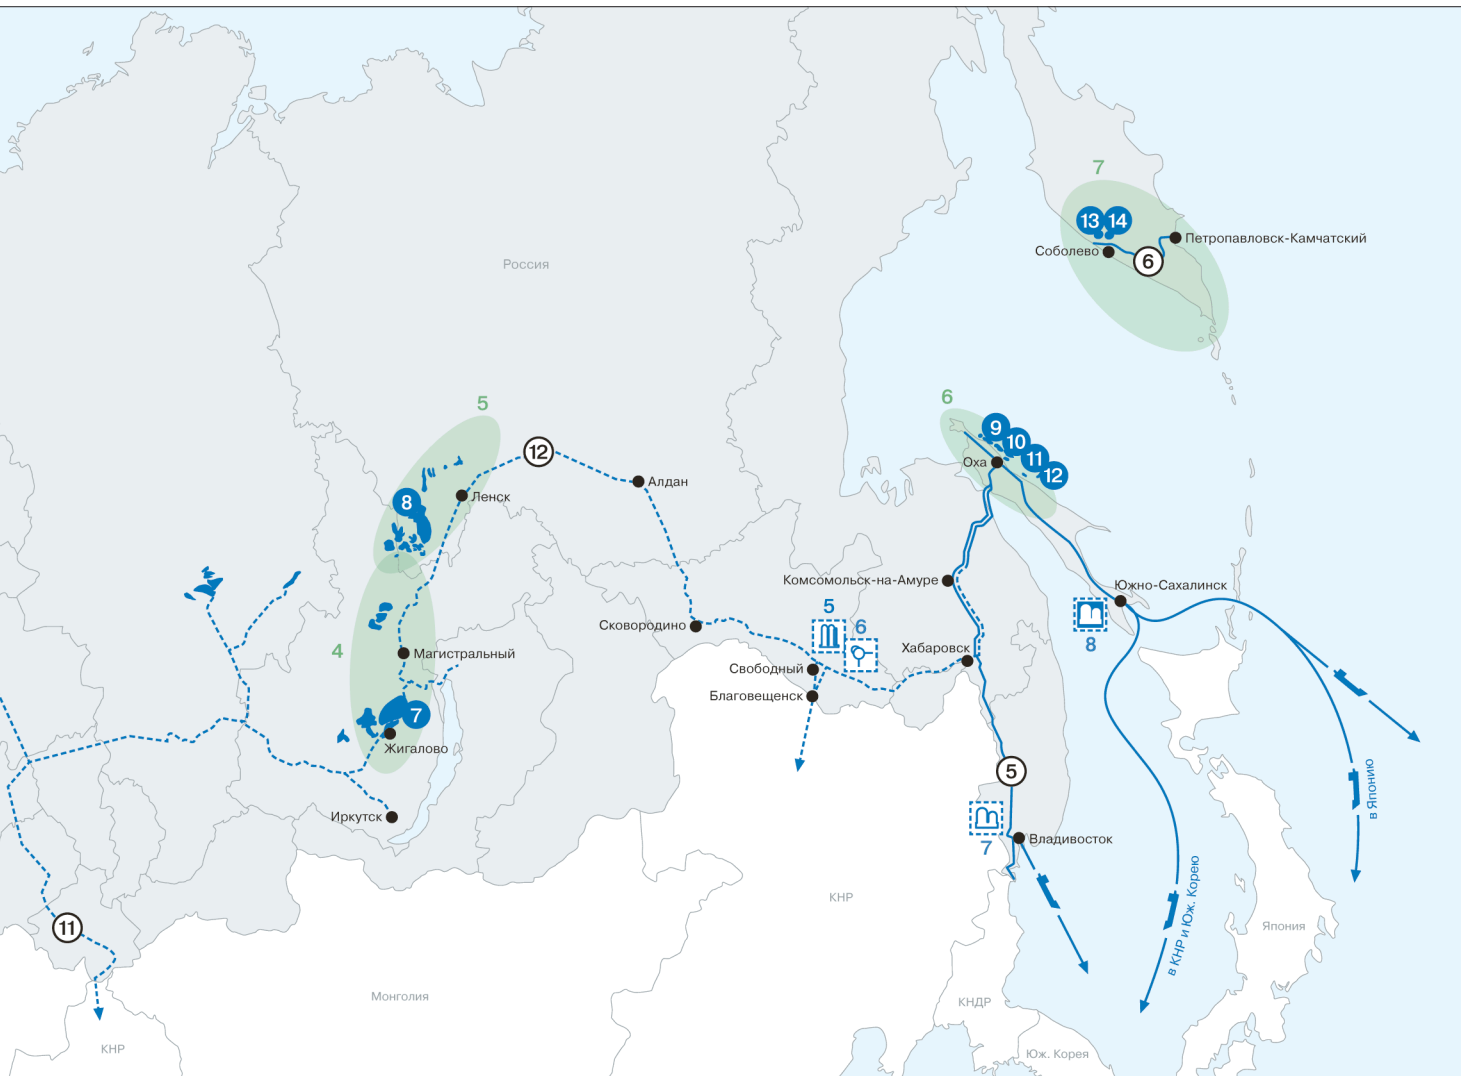 7
13
14
Петропавловск-Камчатский
Соболево
6
Россия
5
6
9
10
11
12
12
Оха
8
Ленск
Алдан
Комсомольск-на-Амуре
Южно-Сахалинск
5
6
8
Сковородино
4
Магистральный
Хабаровск
Свободный
Благовещенск
7
Жигалово
5
Иркутск
7
Владивосток
в Японию
КНР
в КНР и Юж. Корею
11
Япония
Монголия
КНДР
КНР
Юж. Корея